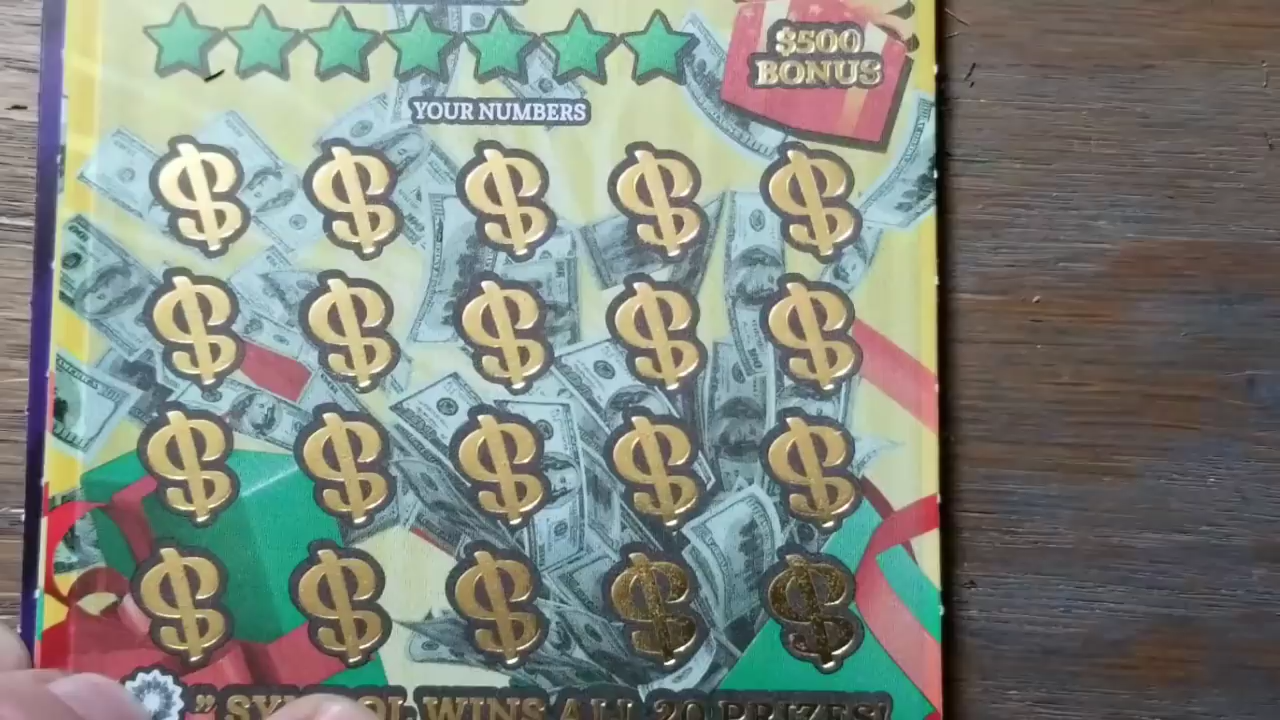 $500
BONUS
YOUR NUMBERS
$ $ $ $ $
$ $ $ $ $
$ $ $ $ $
$ $ $ $ $
" SYMBOL WINS ALL 20 PRIZES!